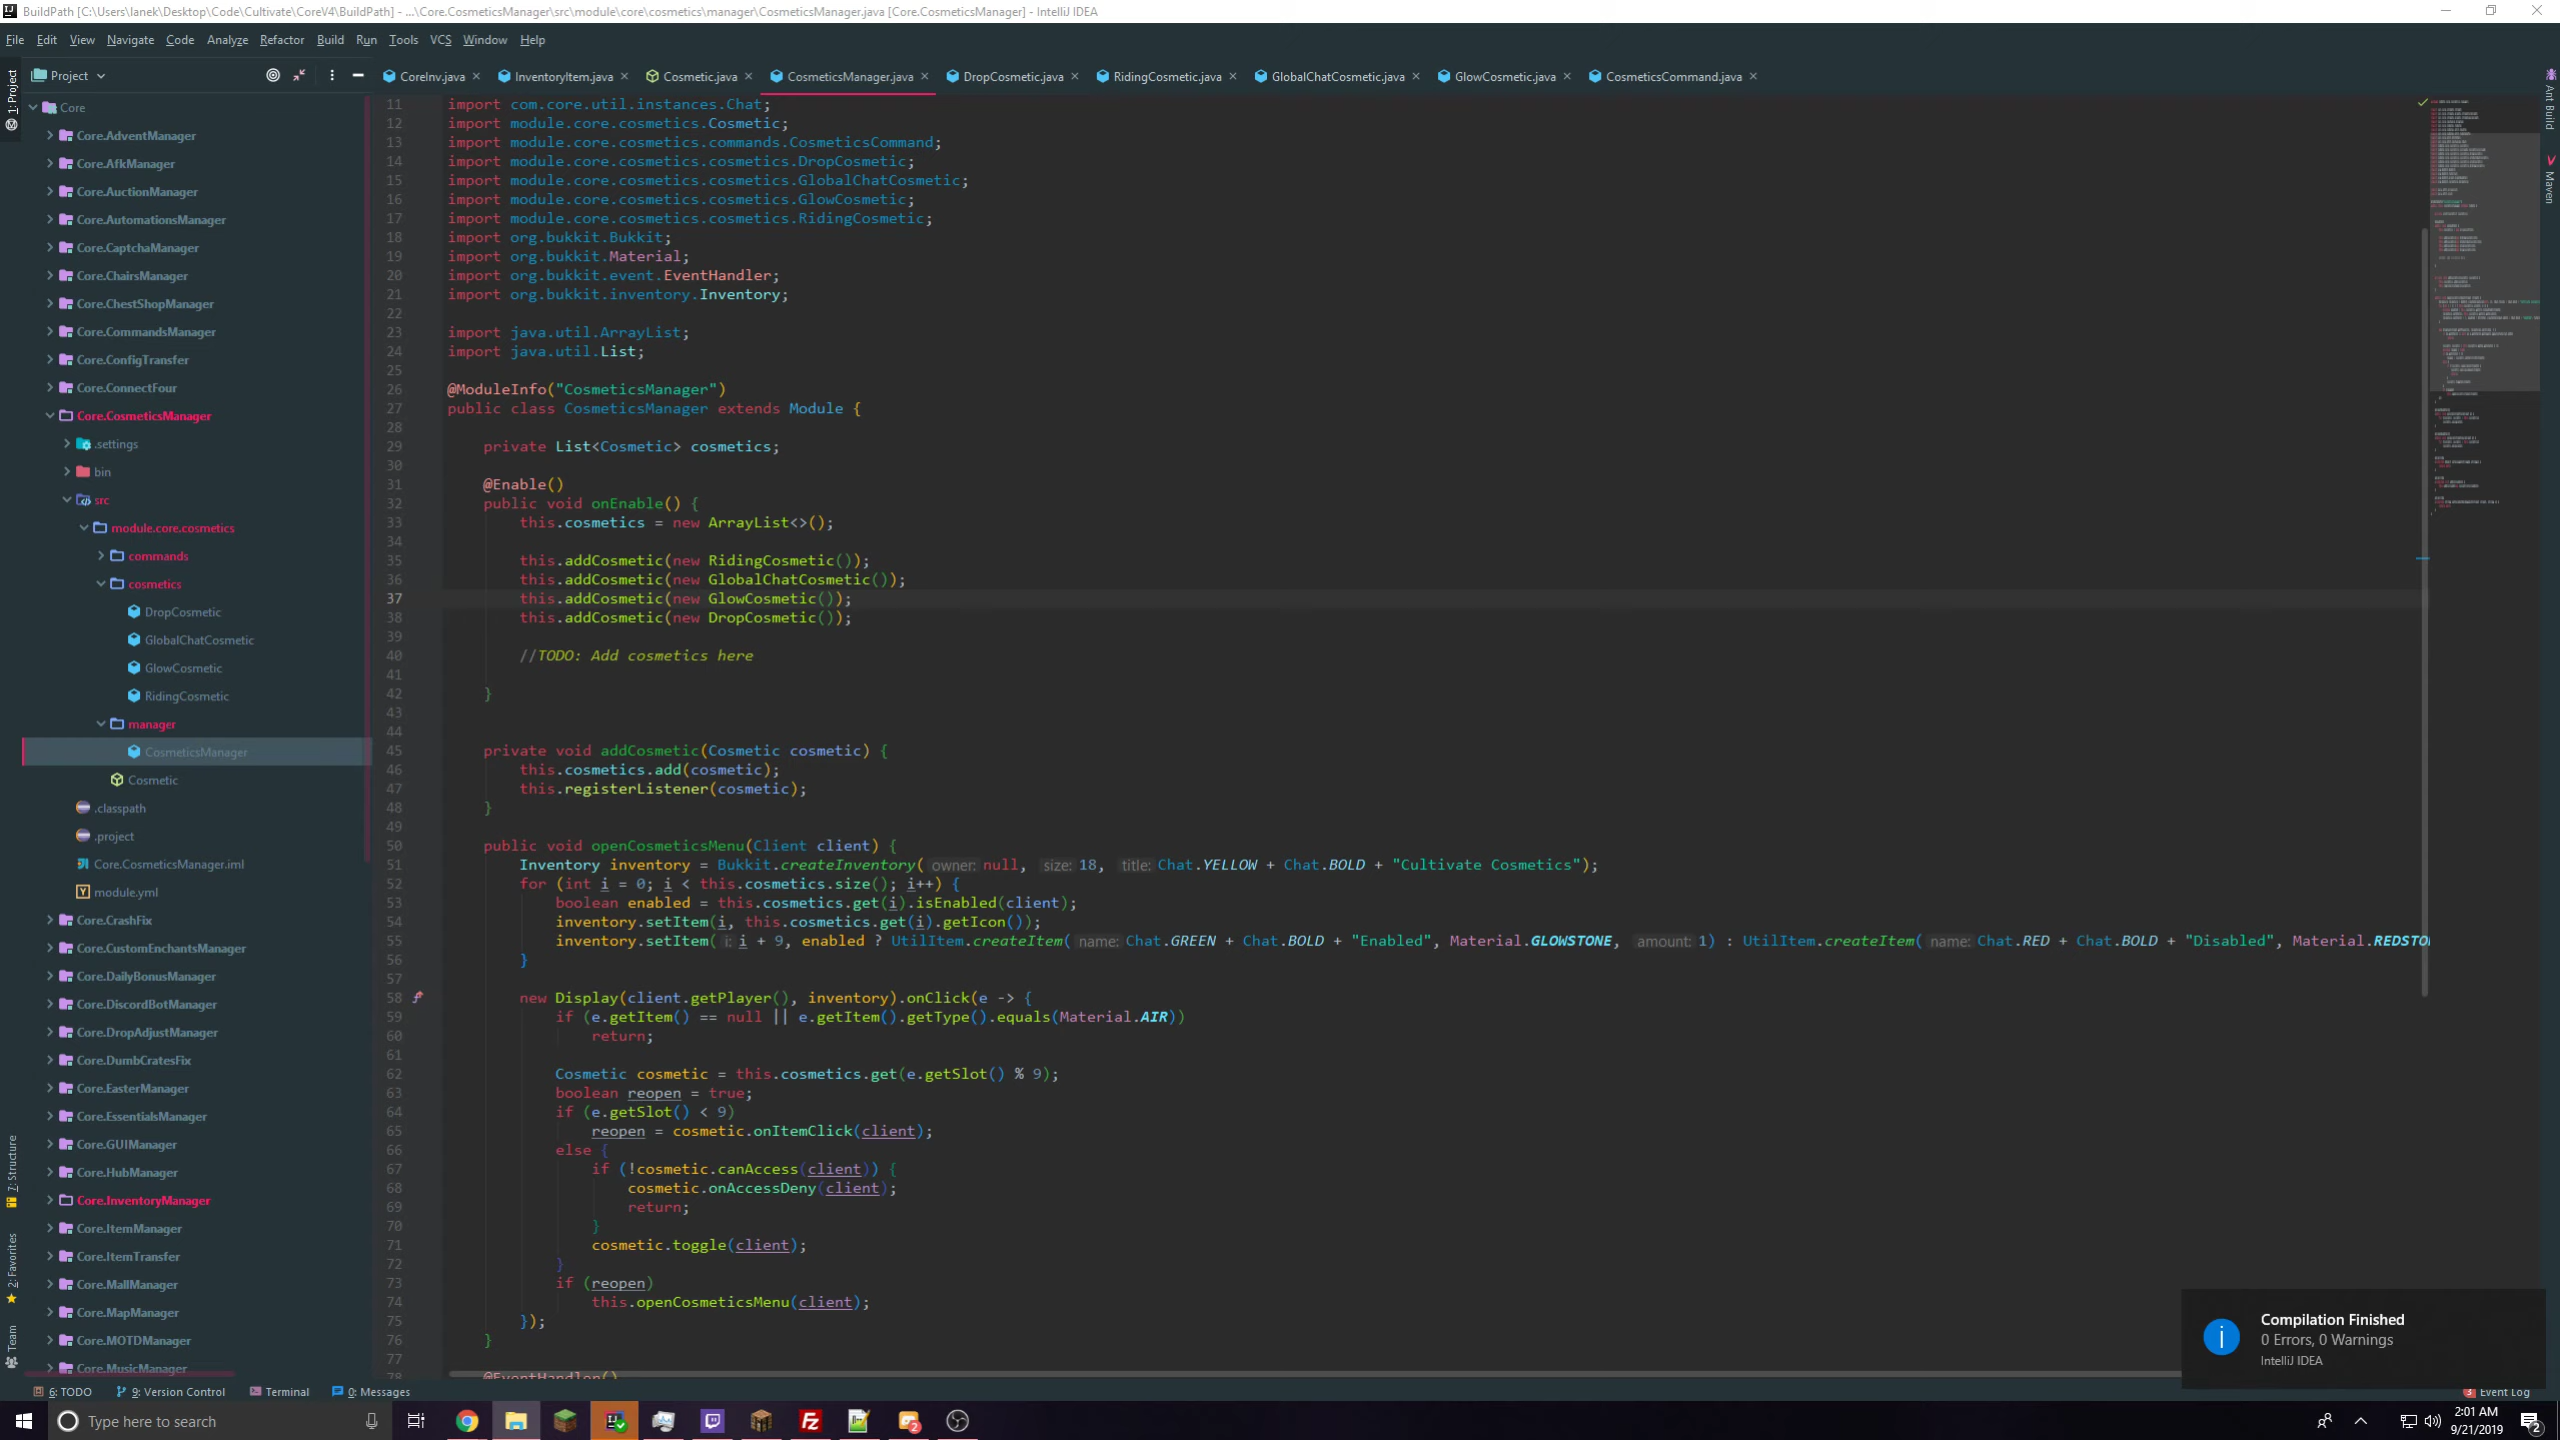 BuildPath [C:\Users\lanek\Desktop\Code\Cultivate\CoreV4\BuildPath] - ...\Core.CosmeticsManager\src\module\core\cosmetics\manager\CosmeticsManager.java [Core.CosmeticsManager] - IntelliJ IDEA
File Edit View Navigate Code Analyze Refactor Build Run Tools VCS Window Help
Project
CoreInv.java InventoryItem.java Cosmetic.java CosmeticsManager.java DropCosmetic.java RidingCosmetic.java GlobalChatCosmetic.java GlowCosmetic.java CosmeticsCommand.java
1: Project
7: Structure
2: Favorites
Team
Core
Core.AdventManager
Core.AfkManager
Core.AuctionManager
Core.AutomationsManager
Core.CaptchaManager
Core.ChairsManager
Core.ChestShopManager
Core.CommandsManager
Core.ConfigTransfer
Core.ConnectFour
Core.CosmeticsManager
.settings
bin
src
module.core.cosmetics
commands
cosmetics
DropCosmetic
GlobalChatCosmetic
GlowCosmetic
RidingCosmetic
manager
CosmeticsManager
Cosmetic
.classpath
.project
Core.CosmeticsManager.iml
module.yml
Core.CrashFix
Core.CustomEnchantsManager
Core.DailyBonusManager
Core.DiscordBotManager
Core.DropAdjustManager
Core.DumbCratesFix
Core.EasterManager
Core.EssentialsManager
Core.GUIManager
Core.HubManager
Core.InventoryManager
Core.ItemManager
Core.ItemTransfer
Core.MallManager
Core.MapManager
Core.MOTDManager
Core.MusicManager
11 import com.core.util.instances.Chat;
12 import module.core.cosmetics.Cosmetic;
13 import module.core.cosmetics.commands.CosmeticsCommand;
14 import module.core.cosmetics.cosmetics.DropCosmetic;
15 import module.core.cosmetics.cosmetics.GlobalChatCosmetic;
16 import module.core.cosmetics.cosmetics.GlowCosmetic;
17 import module.core.cosmetics.cosmetics.RidingCosmetic;
18 import org.bukkit.Bukkit;
19 import org.bukkit.Material;
20 import org.bukkit.event.EventHandler;
21 import org.bukkit.inventory.Inventory;
22
23 import java.util.ArrayList;
24 import java.util.List;
25
26 @ModuleInfo("CosmeticsManager")
27 public class CosmeticsManager extends Module {
28
29 private List<Cosmetic> cosmetics;
30
31 @Enable()
32 public void onEnable() {
33 this.cosmetics = new ArrayList<>();
34
35 this.addCosmetic(new RidingCosmetic());
36 this.addCosmetic(new GlobalChatCosmetic());
37 this.addCosmetic(new GlowCosmetic());
38 this.addCosmetic(new DropCosmetic());
39
40 //TODO: Add cosmetics here
41
42 }
43
44
45 private void addCosmetic(Cosmetic cosmetic) {
46 this.cosmetics.add(cosmetic);
47 this.registerListener(cosmetic);
48 }
49
50 public void openCosmeticsMenu(Client client) {
51 Inventory inventory = Bukkit.createInventory( owner: null, size: 18, title: Chat.YELLOW + Chat.BOLD + "Cultivate Cosmetics");
52 for (int i = 0; i < this.cosmetics.size(); i++) {
53 boolean enabled = this.cosmetics.get(i).isEnabled(client);
54 inventory.setItem(i, this.cosmetics.get(i).getIcon());
55 inventory.setItem( i: i + 9, enabled ? UtilItem.createItem( name: Chat.GREEN + Chat.BOLD + "Enabled", Material.GLOWSTONE, amount: 1) : UtilItem.createItem( name: Chat.RED + Chat.BOLD + "Disabled", Material.REDSTO
56 }
57
58 new Display(client.getPlayer(), inventory).onClick(e -> {
59 if (e.getItem() == null || e.getItem().getType().equals(Material.AIR))
60 return;
61
62 Cosmetic cosmetic = this.cosmetics.get(e.getSlot() % 9);
63 boolean reopen = true;
64 if (e.getSlot() < 9)
65 reopen = cosmetic.onItemClick(client);
66 else {
67 if (!cosmetic.canAccess(client)) {
68 cosmetic.onAccessDeny(client);
69 return;
70 }
71 cosmetic.toggle(client);
72 }
73 if (reopen)
74 this.openCosmeticsMenu(client);
75 });
76 }
77
78 @EventHandler()
Ant Build
Maven
Compilation Finished
0 Errors, 0 Warnings
IntelliJ IDEA
6: TODO 9: Version Control Terminal 0: Messages
3 Event Log
Type here to search
2:01 AM
9/21/2019
2